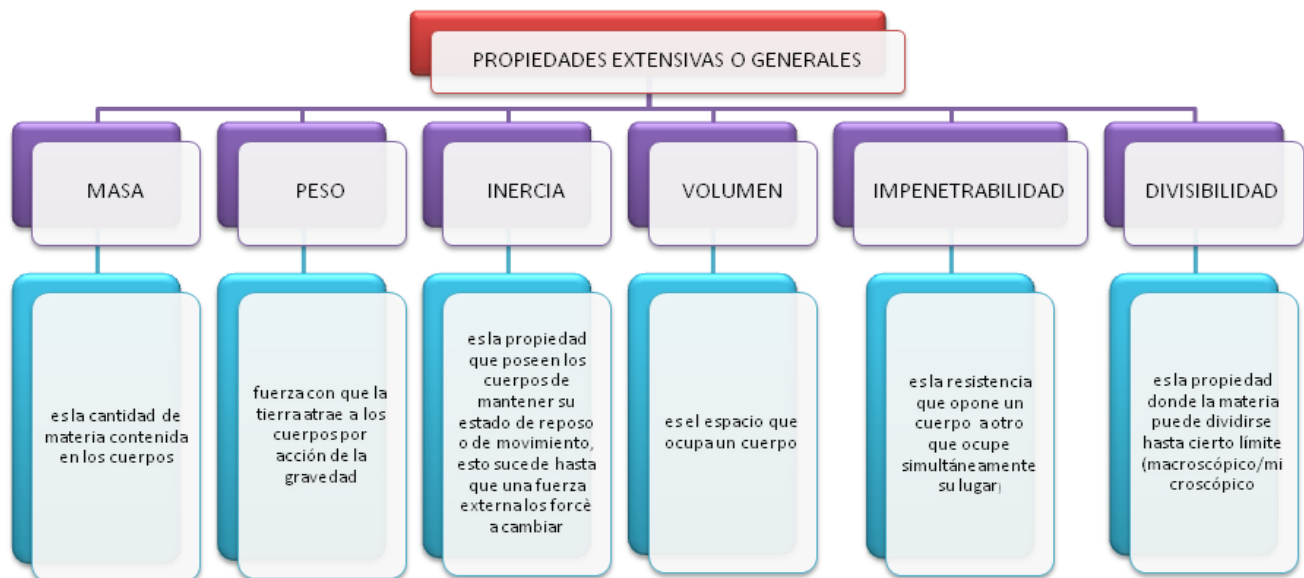 PROPIEDADES EXTENSIVAS O GENERALES
MASA
PESO
INERCIA
VOLUMEN
IMPENETRABILIDAD
DIVISIBILIDAD
es la cantidad de
materia contenida
en los cuerpos
fuerza con que la
tierra atrae a los
cuerpos por
acción de la
gravedad
es la propiedad
que poseen los
cuerpos de
mantener su
estado de reposo
o de movimiento,
esto sucede hasta
que una fuerza
externa los forcè
a cambiar
es el espacio que
ocupa un cuerpo
es la resistencia
que opone un
cuerpo a otro
que ocupe
simultáneamente
su lugar)
es la propiedad
donde la materia
puede dividirse
hasta cierto límite
(macroscópico/mi
croscópico